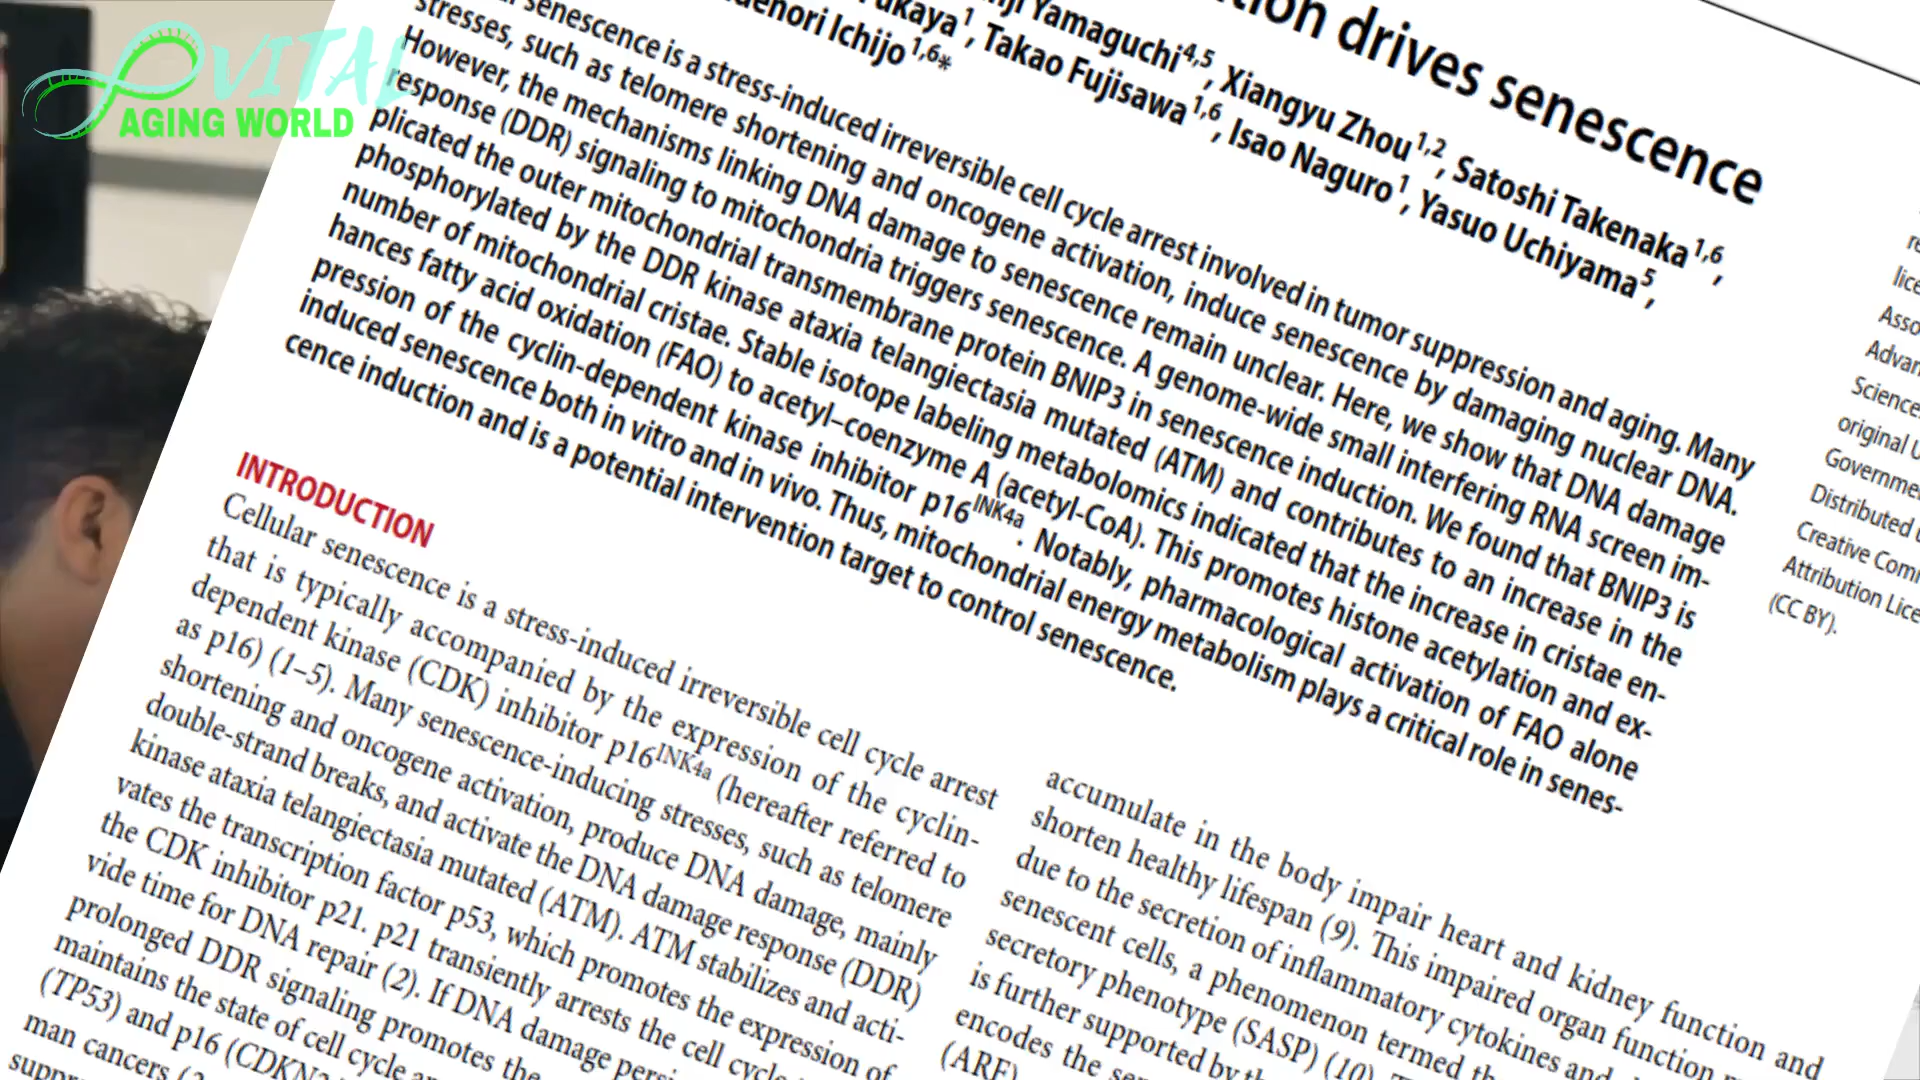 VITAL
AGING WORLD
drives senescence
Yamaguchi4,5, Xiangyu Zhou1,2, Satoshi Takenaka1,6,
Ichijo1,6*
Takao Fujisawa1,6, Isao Naguro1, Yasuo Uchiyama5,
senescence is a stress-induced irreversible cell cycle arrest involved in tumor suppression and aging. Many
stresses, such as telomere shortening and oncogene activation, induce senescence by damaging nuclear DNA.
However, the mechanisms linking DNA damage to senescence remain unclear. Here, we show that DNA damage
response (DDR) signaling to mitochondria triggers senescence. A genome-wide small interfering RNA screen im-
plicated the outer mitochondrial transmembrane protein BNIP3 in senescence induction. We found that BNIP3 is
phosphorylated by the DDR kinase ataxia telangiectasia mutated (ATM) and contributes to an increase in the
number of mitochondrial cristae. Stable isotope labeling metabolomics indicated that the increase in cristae en-
hances fatty acid oxidation (FAO) to acetyl–coenzyme A (acetyl-CoA). This promotes histone acetylation and ex-
pression of the cyclin-dependent kinase inhibitor p16INK4a. Notably, pharmacological activation of FAO alone
induced senescence both in vitro and in vivo. Thus, mitochondrial energy metabolism plays a critical role in senes-
cence induction and is a potential intervention target to control senescence.
INTRODUCTION
Cellular senescence is a stress-induced irreversible cell cycle arrest
that is typically accompanied by the expression of the cyclin-
dependent kinase (CDK) inhibitor p16INK4a (hereafter referred to
as p16) (1–5). Many senescence-inducing stresses, such as telomere
shortening and oncogene activation, produce DNA damage, mainly
double-strand breaks, and activate the DNA damage response (DDR)
kinase ataxia telangiectasia mutated (ATM). ATM stabilizes and acti-
vates the transcription factor p53, which promotes the expression of
the CDK inhibitor p21. p21 transiently arrests the cell
vide time for DNA repair (2). If DNA damage
prolonged DDR signaling promotes the
maintains the state of cell cycle
(TP53) and p16
man cancers
accumulate in the body impair heart and kidney function and
shorten healthy lifespan (9). This impaired organ function
due to the secretion of inflammatory cytokines and
senescent cells, a phenomenon termed
secretory phenotype (SASP) (10).
is further supported by
encodes the
(ARF)
original
Distributed
Creative
Attribution
(CC BY).